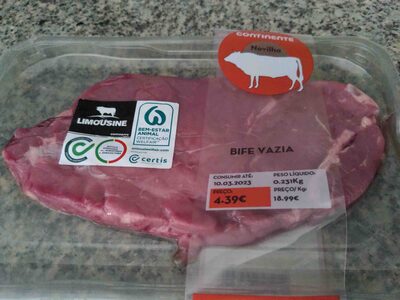 CONTINENTE
Novilho
LIMOUSINE
BEM-ESTAR
ANIMAL
CERTIFICAÇÃO
WELFAIR™
certis
BIFE VAZIA
CONSUMIR ATÉ:
10.03.2023
PESO LÍQUIDO:
0.231Kg
PREÇO:
4.39€
PREÇO/Kg
18.99€